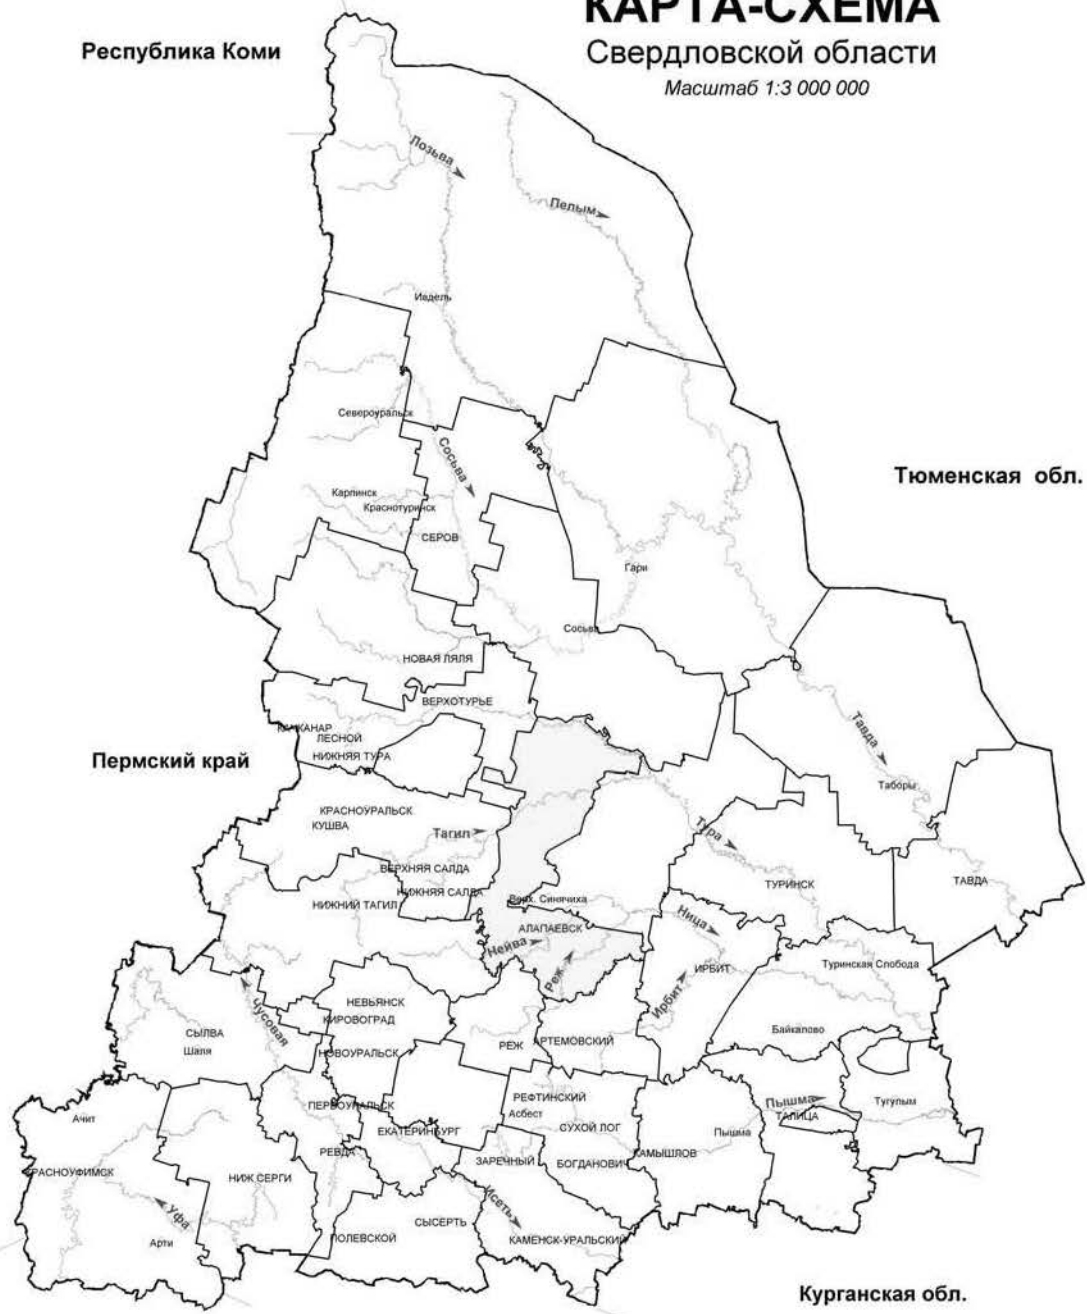 КАРТА-СХЕМА
Свердловской области
Масштаб 1:3 000 000
Республика Коми
Лозьва
Пелым
Ивдель
Североуральск
Сосьва
Тюменская обл.
Карпинск
Краснотуринск
СЕРОВ
Гари
Сосьва
НОВАЯ ЛЯЛЯ
ВЕРХОТУРЬЕ
КАЧКАНАР
ЛЕСНОЙ
НИЖНЯЯ ТУРА
Пермский край
Тавда
Таборы
КРАСНОУРАЛЬСК
КУШВА
Тагил
Тура
ВЕРХНЯЯ САЛДА
НИЖНЯЯ САЛДА
НИЖНИЙ ТАГИЛ
ТУРИНСК
ТАВДА
Верх. Синячиха
АЛАПАЕВСК
Ница
Нейва
Реж
ИРБИТ
Ирбит
Туринская Слобода
НЕВЬЯНСК
КИРОВОГРАД
Чусовая
СЫЛВА
Шаля
НОВОУРАЛЬСК
РЕЖ
АРТЕМОВСКИЙ
Байкалово
Ачит
ПЕРВОУРАЛЬСК
РЕФТИНСКИЙ
Асбест
Пышма
ТАЛИЦА
Тугулым
ЕКАТЕРИНБУРГ
СУХОЙ ЛОГ
Пышма
РЕВДА
ЗАРЕЧНЫЙ
БОГДАНОВИЧ
КАМЫШЛОВ
КРАСНОУФИМСК
НИЖ СЕРГИ
Уфа
Исеть
Арти
СЫСЕРТЬ
ПОЛЕВСКОЙ
КАМЕНСК-УРАЛЬСКИЙ
Курганская обл.